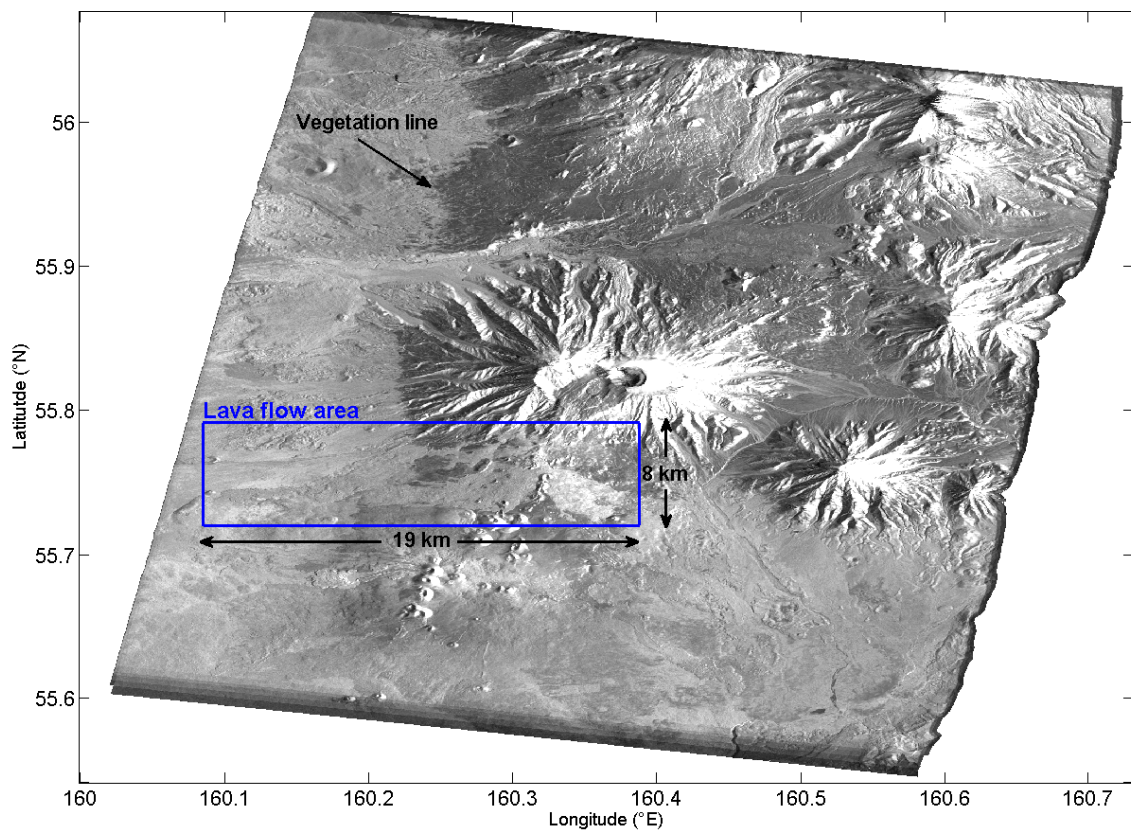 Vegetation line
Lava flow area
8 km
19 km
56
55.9
55.8
55.7
55.6
Latitutde (°N)
160
160.1
160.2
160.3
160.4
160.5
160.6
160.7
Longitude (°E)